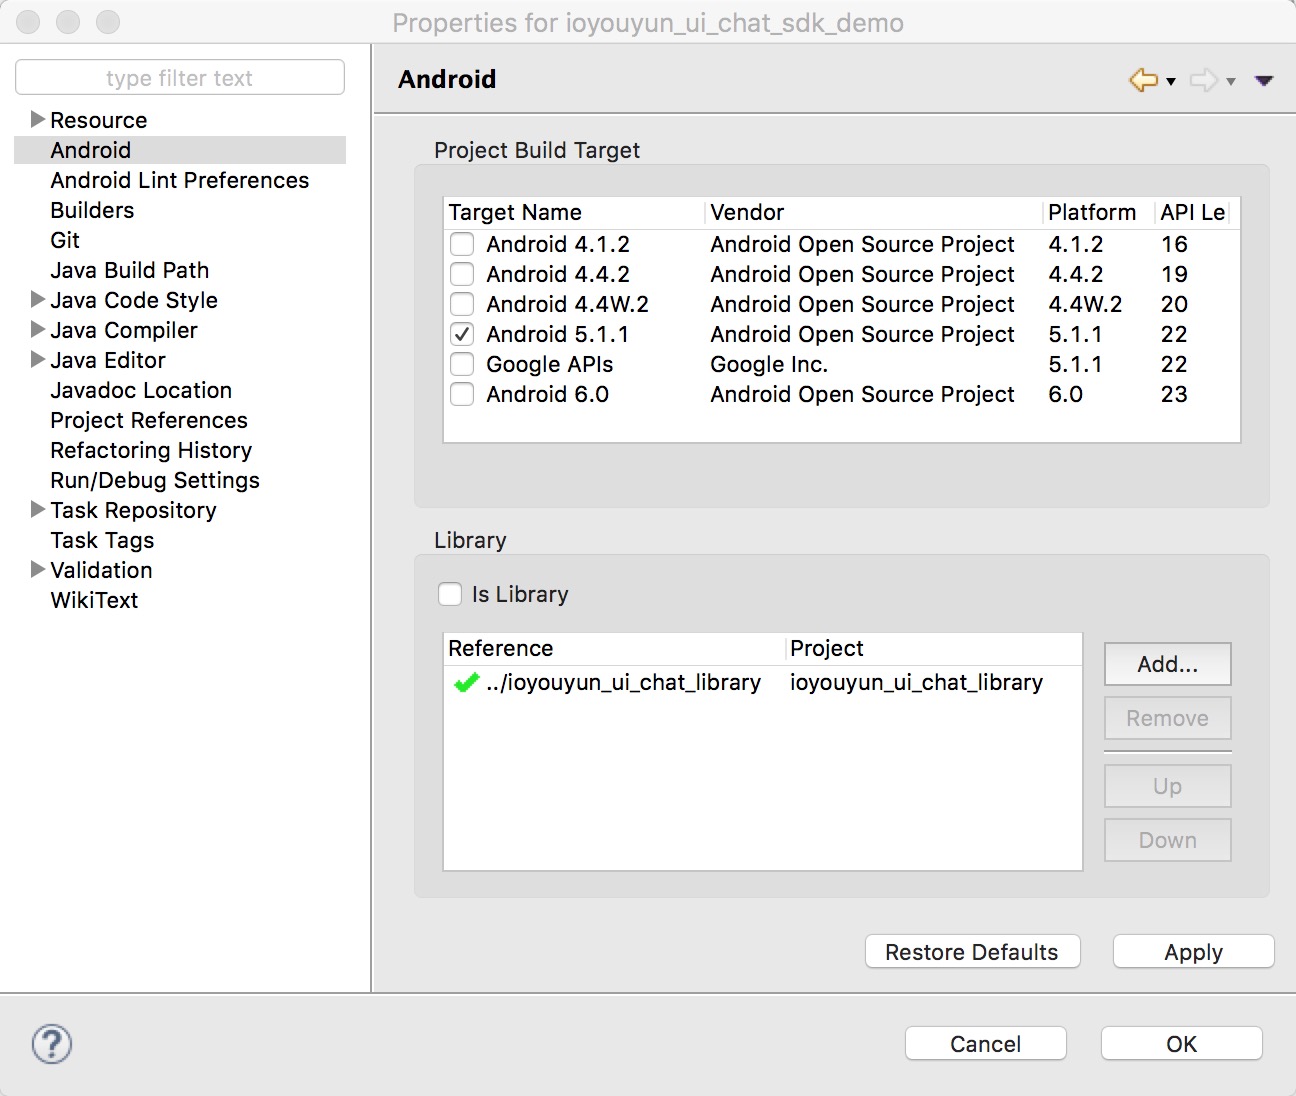 Properties for ioyouyun_ui_chat_sdk_demo
type filter text
Resource
Android
Android Lint Preferences
Builders
Git
Java Build Path
Java Code Style
Java Compiler
Java Editor
Javadoc Location
Project References
Refactoring History
Run/Debug Settings
Task Repository
Task Tags
Validation
WikiText
Android
Project Build Target
Target Name Vendor Platform API Le
Android 4.1.2 Android Open Source Project 4.1.2 16
Android 4.4.2 Android Open Source Project 4.4.2 19
Android 4.4W.2 Android Open Source Project 4.4W.2 20
Android 5.1.1 Android Open Source Project 5.1.1 22
Google APIs Google Inc. 5.1.1 22
Android 6.0 Android Open Source Project 6.0 23
Library
Is Library
Reference Project
../ioyouyun_ui_chat_library ioyouyun_ui_chat_library
Add...
Remove
Up
Down
Restore Defaults Apply
? Cancel OK